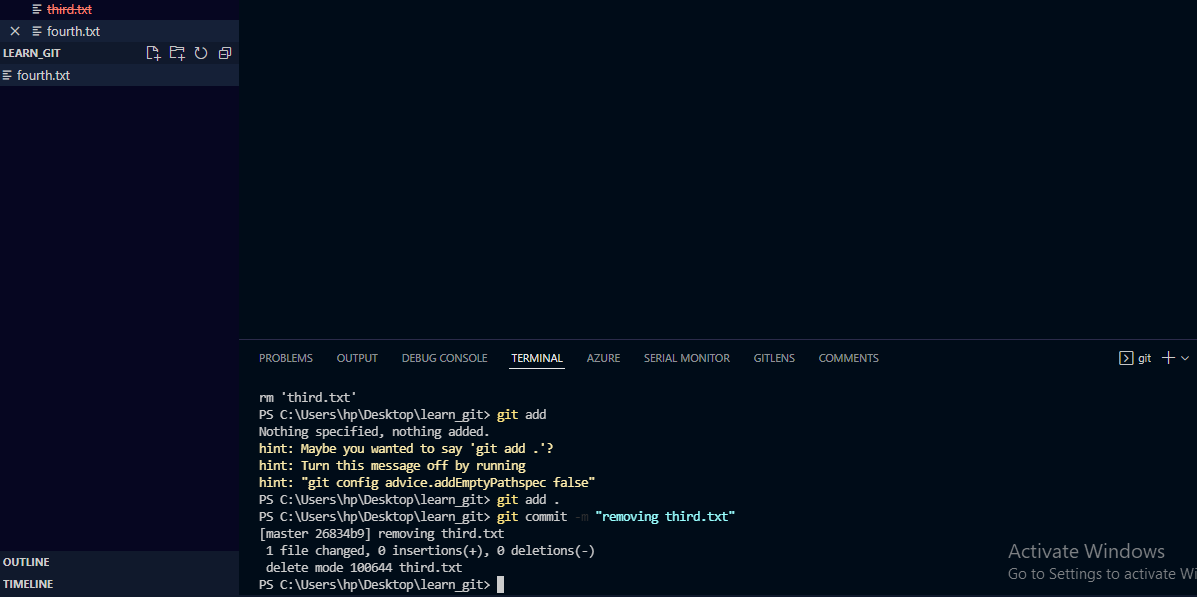 third.txt
fourth.txt
LEARN_GIT
fourth.txt
PROBLEMS OUTPUT DEBUG CONSOLE TERMINAL AZURE SERIAL MONITOR GITLENS COMMENTS
git
rm 'third.txt'
PS C:\Users\hp\Desktop\learn_git> git add
Nothing specified, nothing added.
hint: Maybe you wanted to say 'git add .'?
hint: Turn this message off by running
hint: "git config advice.addEmptyPathspec false"
PS C:\Users\hp\Desktop\learn_git> git add .
PS C:\Users\hp\Desktop\learn_git> git commit -m "removing third.txt"
[master 26834b9] removing third.txt
1 file changed, 0 insertions(+), 0 deletions(-)
delete mode 100644 third.txt
PS C:\Users\hp\Desktop\learn_git>
OUTLINE
TIMELINE
Activate Windows
Go to Settings to activate Wi